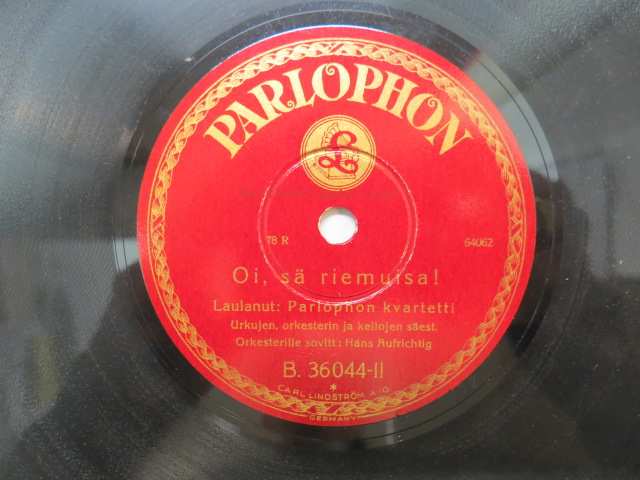 PARLOPHON
£
78 R
64062
Oi, sä riemuisa!
Laulanut: Parlophon kvartetti
Urkujen, orkesterin ja kellojen säest.
Orkesterille sovitt: Hans Aufrichtig
B. 36044-II
*
CARL LINDSTRÖM A.G.
GERMANY